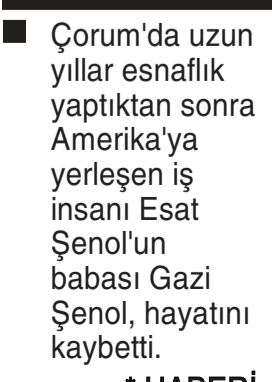 Çorum'da uzun
yıllar esnaflık
yaptıktan sonra
Amerika'ya
yerleşen iş
insanı Esat
Şenol'un
babası Gazi
Şenol, hayatını
kaybetti.
* HABERİ